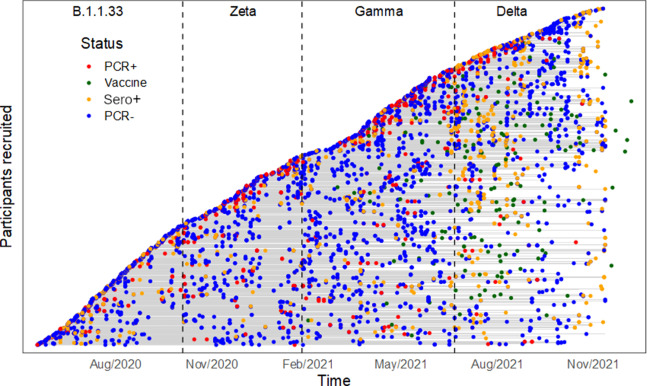 B.1.1.33 Zeta Gamma Delta
Status
PCR+
Vaccine
Sero+
PCR-
Participants recruited
Aug/2020 Nov/2020 Feb/2021 May/2021 Aug/2021 Nov/2021
Time